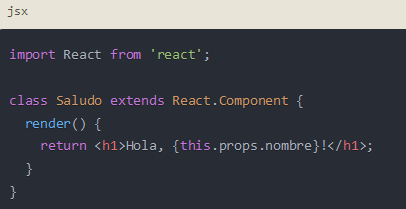 jsx
import React from 'react';
class Saludo extends React.Component {
render() {
return <h1>Hola, {this.props.nombre}!</h1>;
}
}